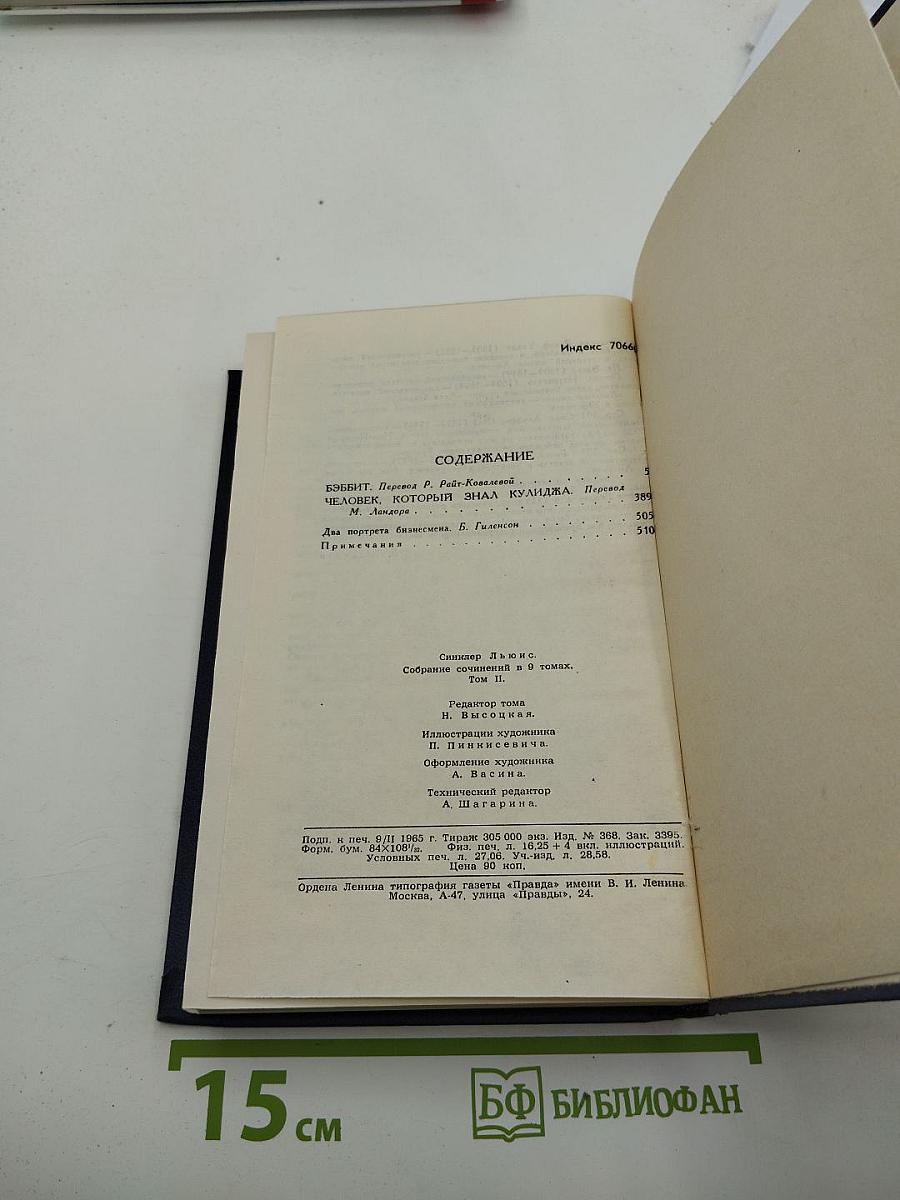 Индекс 7066
СОДЕРЖАНИЕ
БЭББИТ. Перевод Р. Райт-Ковалевой . . . . . . . . 5
ЧЕЛОВЕК, КОТОРЫЙ ЗНАЛ КУЛИДЖА. Перевод
М. Ландора . . . . . . . . . . . . . . . . 389
Два портрета бизнесмена. Б. Гиленсон . . . . . . . . 505
Примечания . . . . . . . . . . . . . . . . 510
Синклер Льюис.
Собрание сочинений в 9 томах.
Том II.
Редактор тома
Н. Высоцкая.
Иллюстрации художника
П. Пинкисевича.
Оформление художника
А. Васина.
Технический редактор
А. Шагарина.
Подп. к печ. 9/II 1965 г. Тираж 305 000 экз. Изд. № 368. Зак. 3395.
Форм. бум. 84×108¹/₃₂. Физ. печ. л. 16,25 + 4 вкл. иллюстраций.
Условных печ. л. 27,06. Уч.-изд. л. 28,58.
Цена 90 коп.
Ордена Ленина типография газеты «Правда» имени В. И. Ленина.
Москва, А-47, улица «Правды», 24.
15 см
БФ БИБЛИОФАН